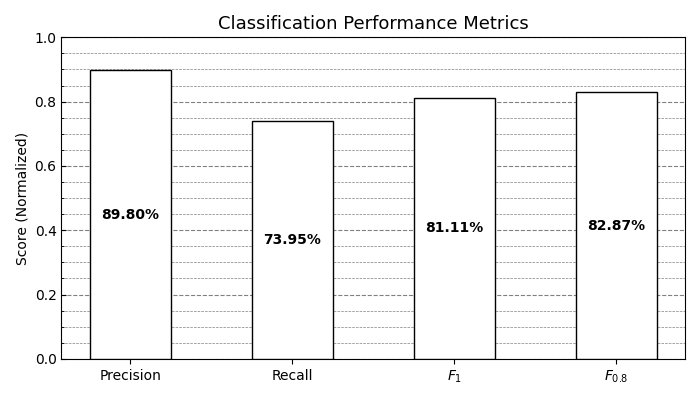 Classification Performance Metrics
Score (Normalized)
1.0
0.8
0.6
0.4
0.2
0.0
89.80%
73.95%
81.11%
82.87%
Precision
Recall
F1
F0.8